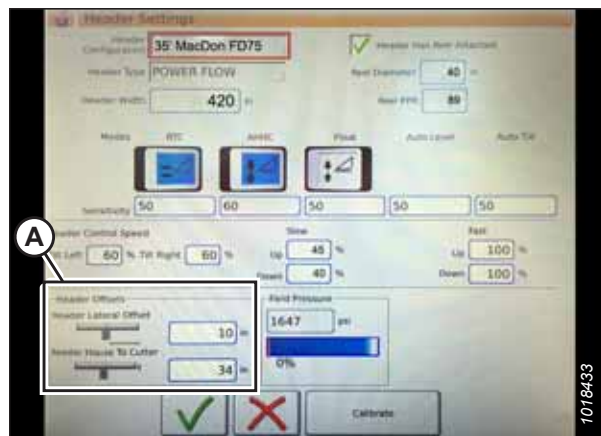 Header Settings
Header Configuration 35' MacDon FD75 Header Has Reel Attached
Header Type POWER FLOW Reel Diameter 40 in
Header Width 420 in Reel PPR 89
Modes RTC AHHC Float Auto Level Auto Tilt
Sensitivity 50 60 50 50 50
Header Control Speed Slow Fast
Tilt Left 60 % Tilt Right 60 % Up 45 % Up 100 %
Down 40 % Down 100 %
A
Header Offsets Field Pressure
Header Lateral Offset
10 in 1647 psi
Feeder House To Cutter
34 in 0%
Calibrate
1018433